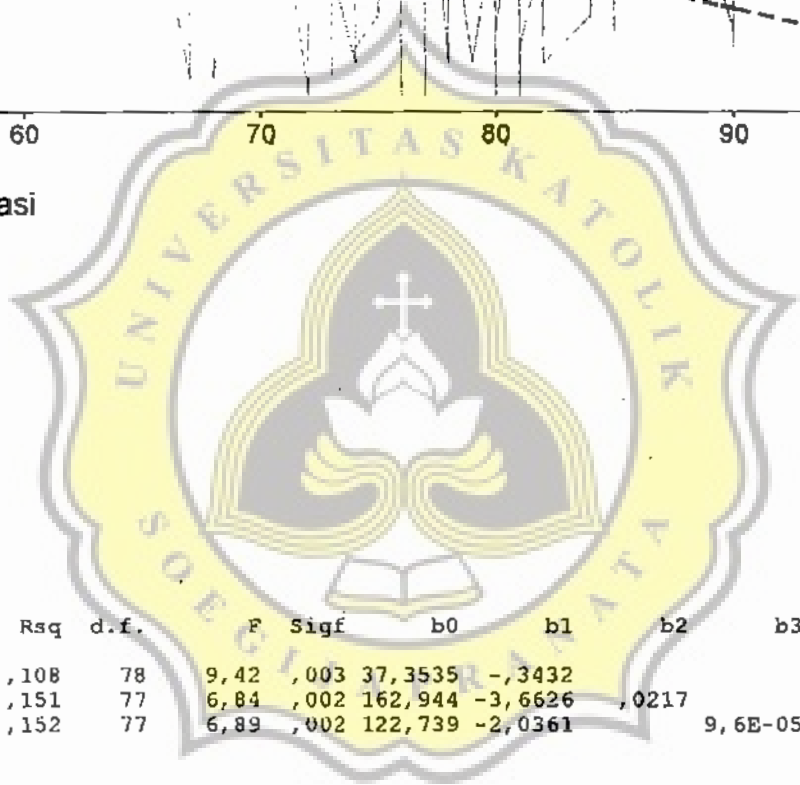 60 70 80 90
asi
UNIVERSITAS KATOLIK
SOEGIJAPRANATA
Rsq d.f. F Sigf b0 b1 b2 b3
,108 78 9,42 ,003 37,3535 -,3432
,151 77 6,84 ,002 162,944 -3,6626 ,0217
,152 77 6,89 ,002 122,739 -2,0361 9,6E-05